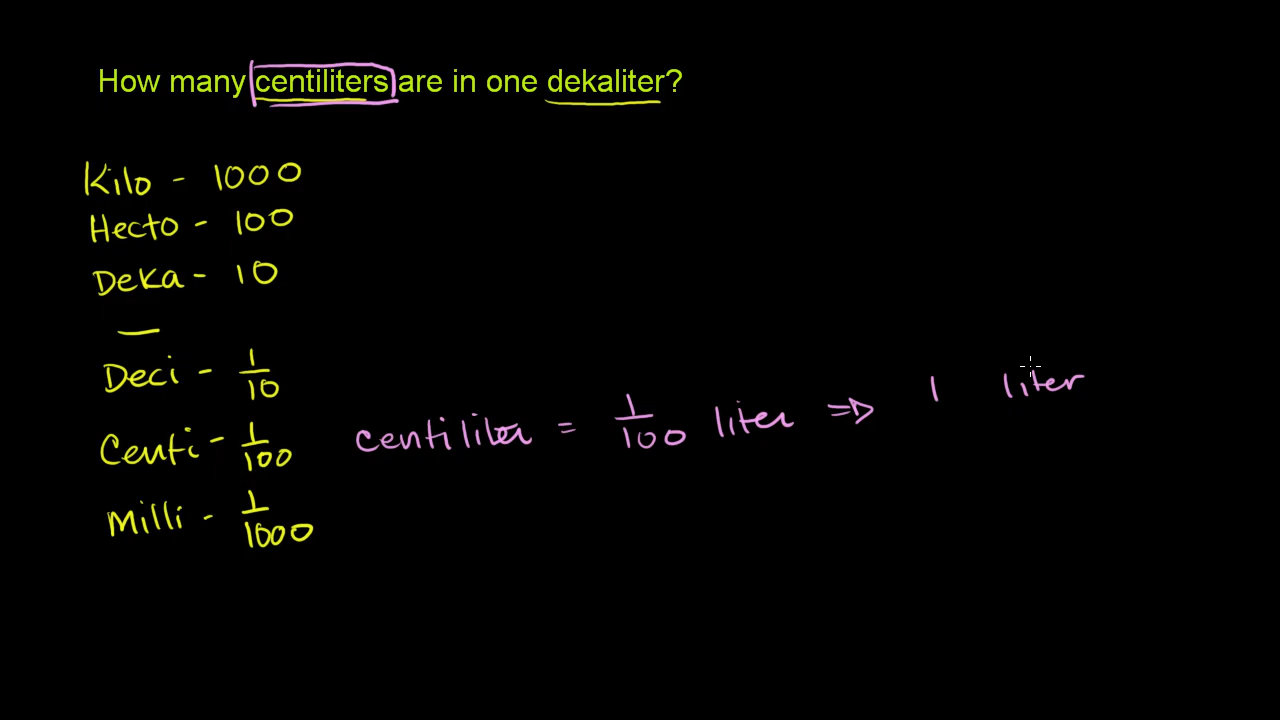 How many centiliters are in one dekaliter?
Kilo - 1000
Hecto - 100
Deka - 10
Deci - 1/10
Centi - 1/100
Milli - 1/1000
centiliter = 1/100 liter ⇒ 1 liter